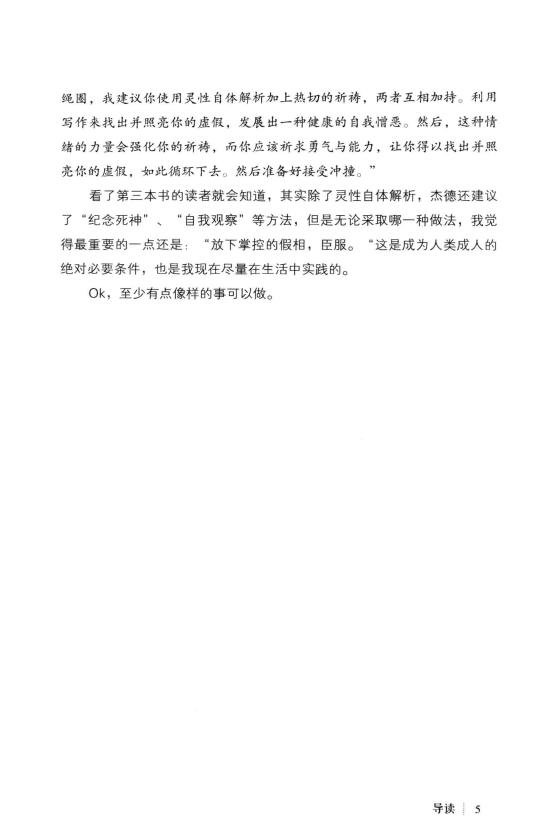 绳圈，我建议你使用灵性自体解析加上热切的祈祷，两者互相加持。利用
写作来找出并照亮你的虚假，发展出一种健康的自我憎恶。然后，这种情
绪的力量会强化你的祈祷，而你应该祈求勇气与能力，让你得以找出并照
亮你的虚假，如此循环下去。然后准备好接受冲撞。”
看了第三本书的读者就会知道，其实除了灵性自体解析，杰德还建议
了“纪念死神”、“自我观察”等方法，但是无论采取哪一种做法，我觉
得最重要的一点还是：“放下掌控的假相，臣服。“这是成为人类成人的
绝对必要条件，也是我现在尽量在生活中实践的。
Ok，至少有点像样的事可以做。
导读 5